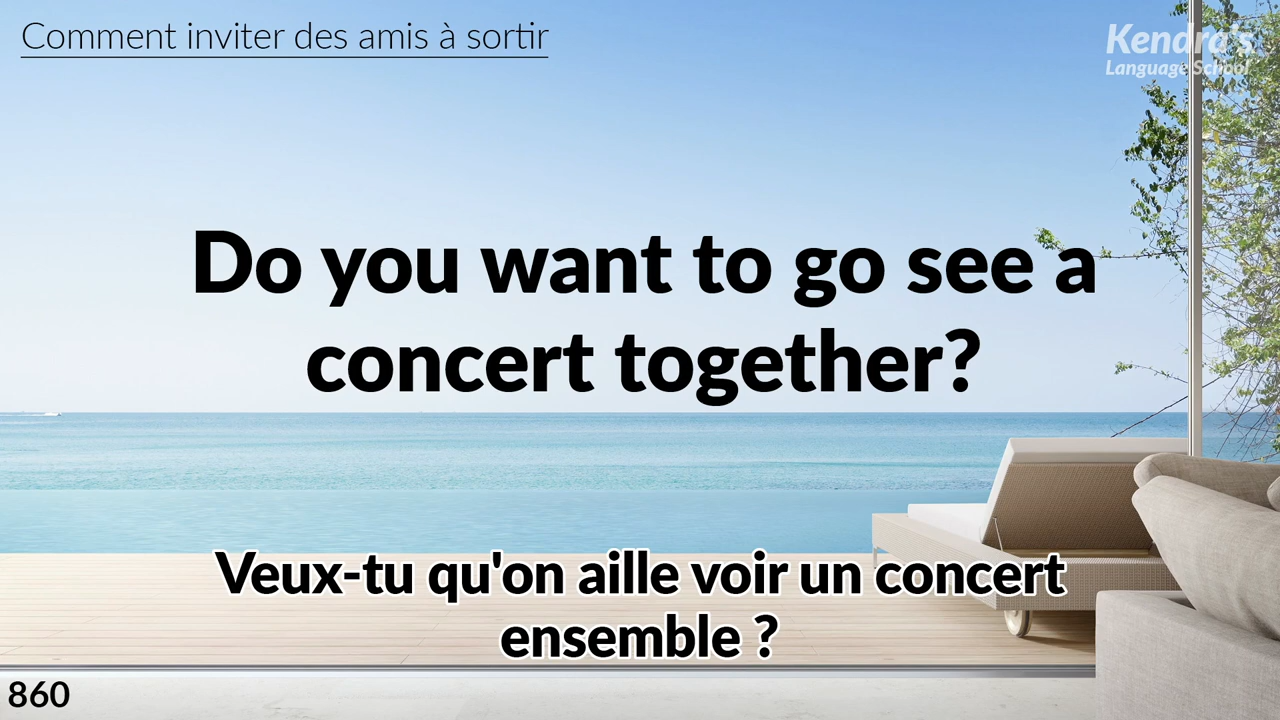 Comment inviter des amis à sortir
Kendra's
Language School
Do you want to go see a
concert together?
Veux-tu qu'on aille voir un concert
ensemble ?
860